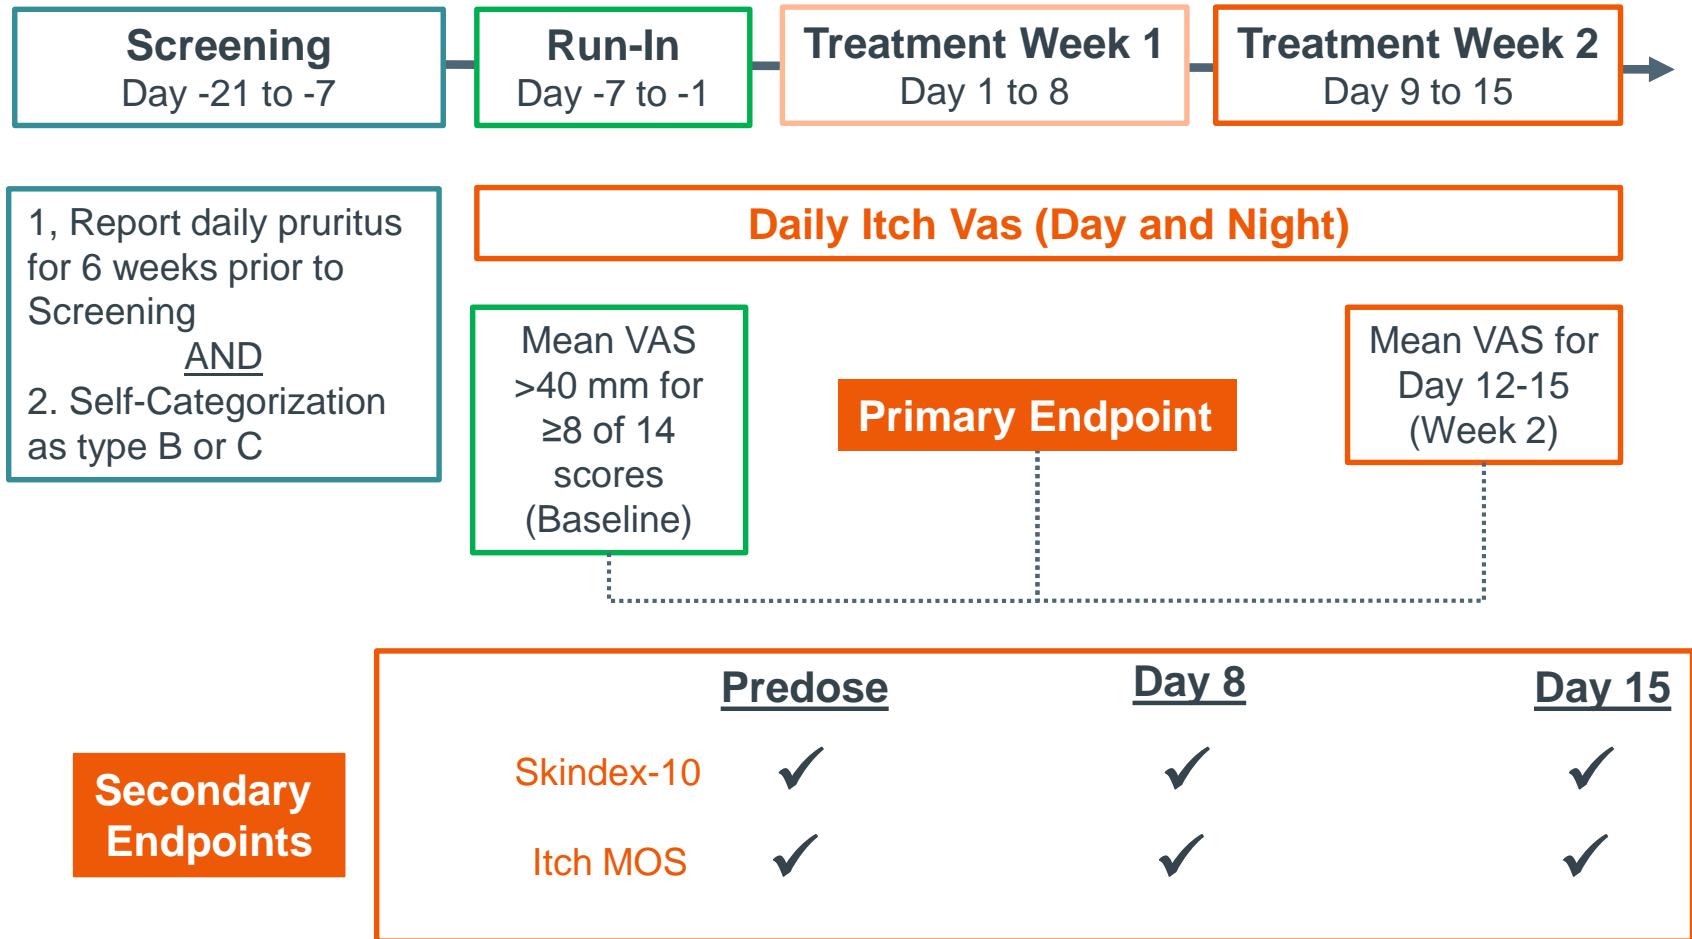 Screening
Day -21 to -7
Run-In
Day -7 to -1
Treatment Week 1
Day 1 to 8
Treatment Week 2
Day 9 to 15
1, Report daily pruritus
for 6 weeks prior to
Screening
AND
2. Self-Categorization
as type B or C
Daily Itch Vas (Day and Night)
Mean VAS
>40 mm for
≥8 of 14
scores
(Baseline)
Primary Endpoint
Mean VAS for
Day 12-15
(Week 2)
Secondary
Endpoints
Predose Day 8 Day 15
Skindex-10 ✓ ✓ ✓
Itch MOS ✓ ✓ ✓